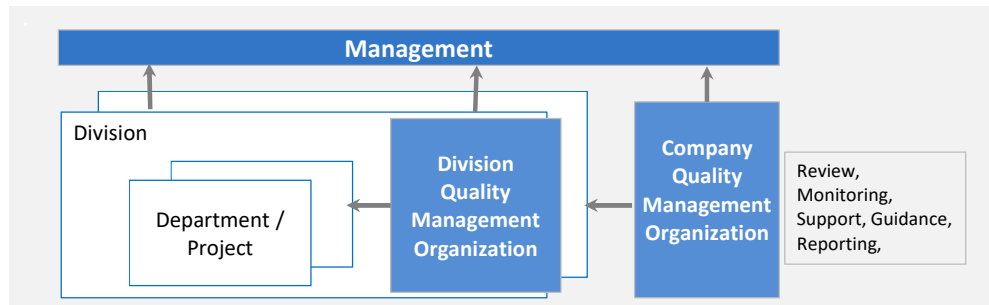 Management
Division
Division
Quality
Management
Organization
Department /
Project
Company
Quality
Management
Organization
Review,
Monitoring,
Support, Guidance,
Reporting,